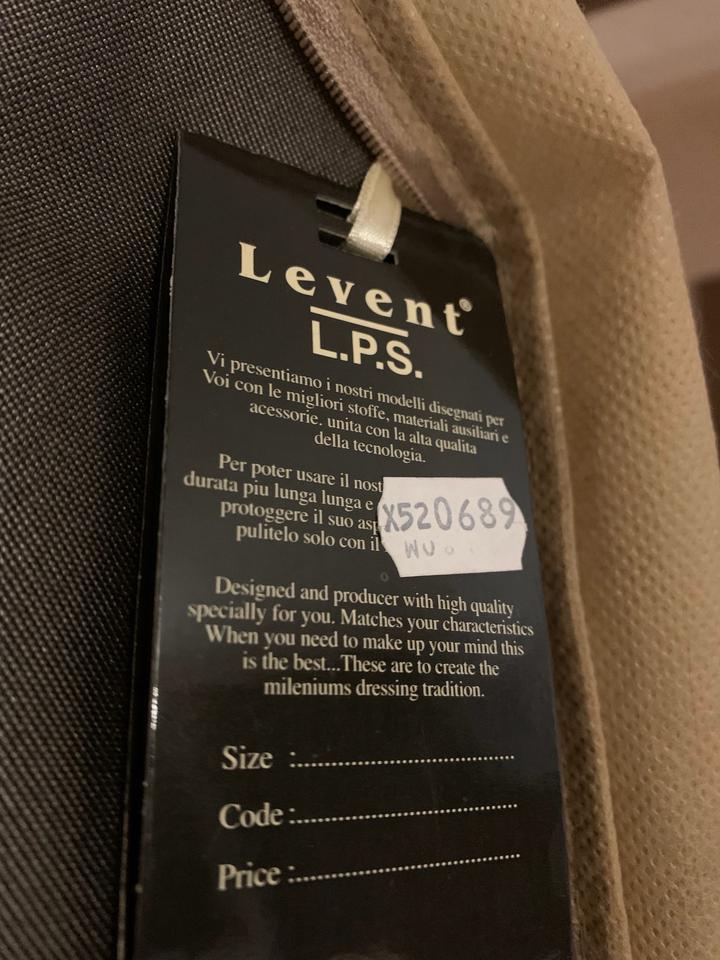 Levent®
L.P.S.
Vi presentiamo i nostri modelli disegnati per
Voi con le migliori stoffe, materiali ausiliari e
acessorie. unita con la alta qualita
della tecnologia.
Per poter usare il nost
durata piu lunga lunga e
protoggere il suo asp
pulitelo solo con il
X520689
WU
Designed and producer with high quality
specially for you. Matches your characteristics
When you need to make up your mind this
is the best...These are to create the
mileniums dressing tradition.
Size :..........................................
Code :..........................................
Price :..........................................